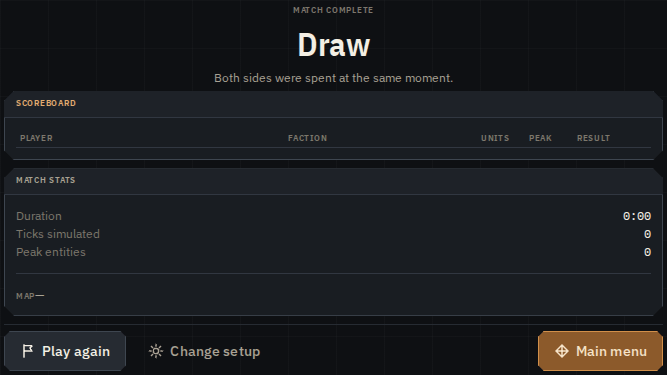 MATCH COMPLETE
Draw
Both sides were spent at the same moment.
SCOREBOARD
PLAYER FACTION UNITS PEAK RESULT
MATCH STATS
Duration 0:00
Ticks simulated 0
Peak entities 0
MAP—
Play again Change setup Main menu